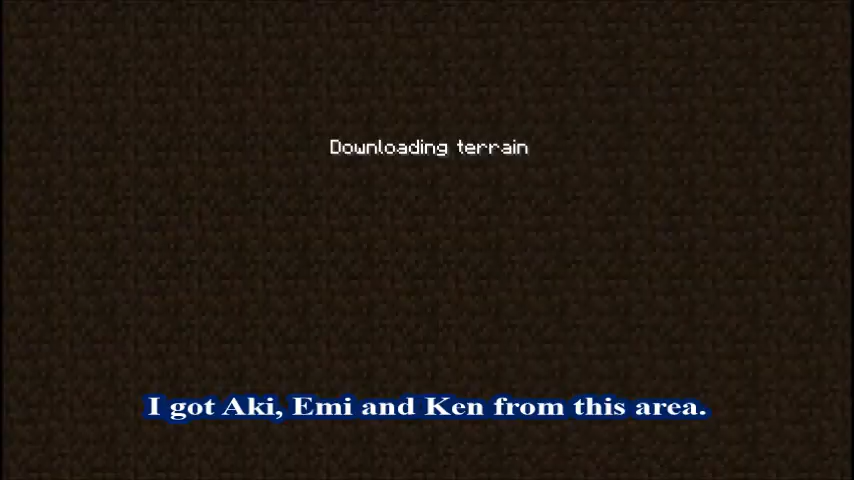 Downloading terrain
I got Aki, Emi and Ken from this area.